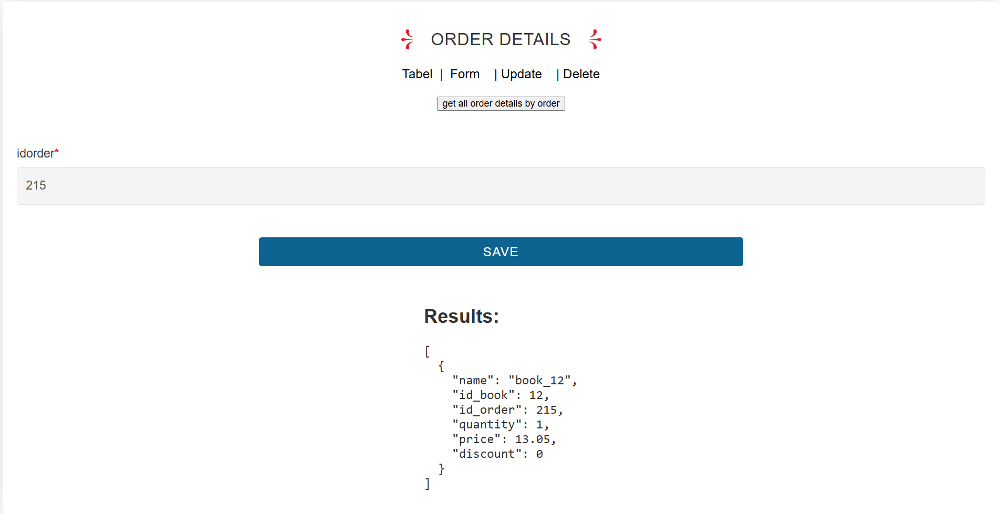 ORDER DETAILS
Tabel | Form | Update | Delete
get all order details by order
idorder*
215
SAVE
Results:
[
  {
    "name": "book_12",
    "id_book": 12,
    "id_order": 215,
    "quantity": 1,
    "price": 13.05,
    "discount": 0
  }
]